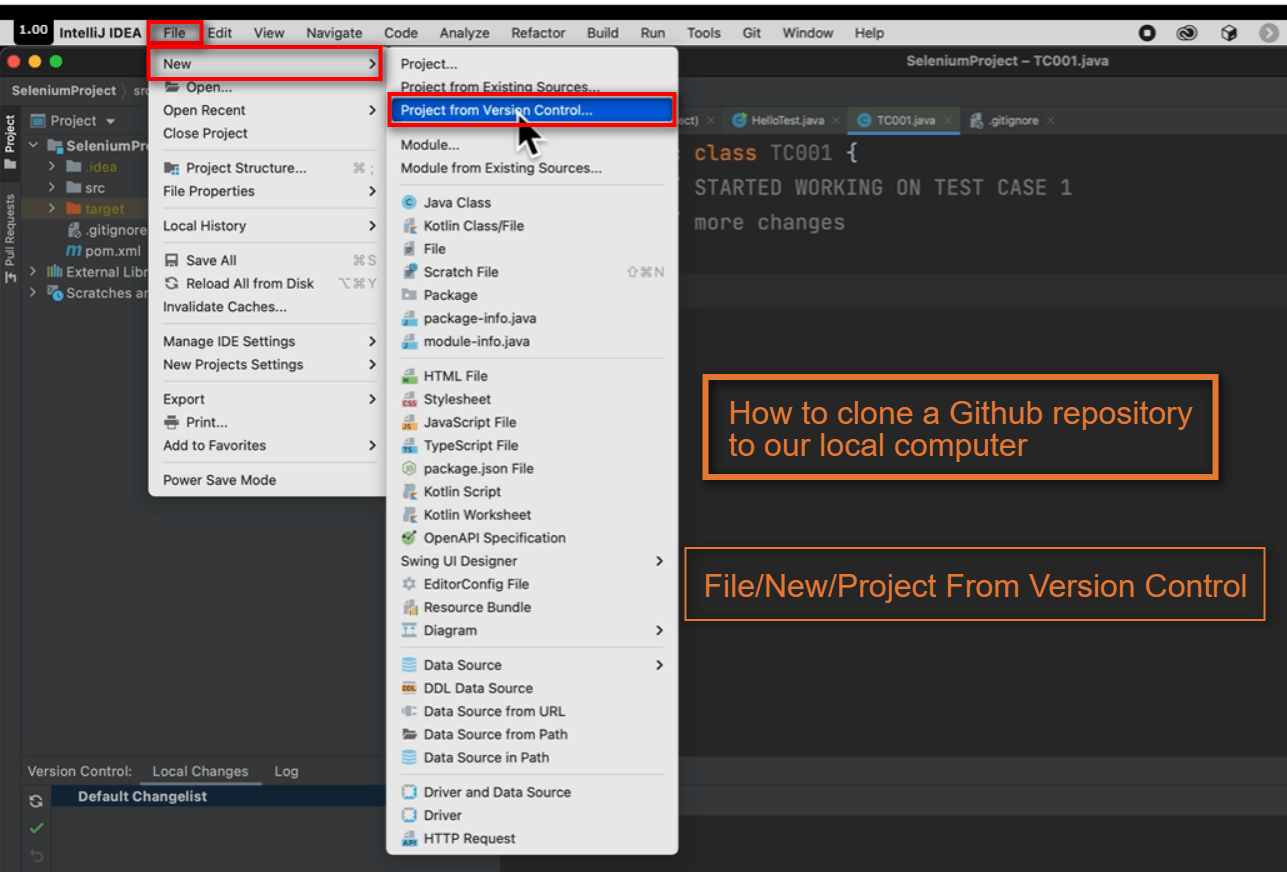 1.00 IntelliJ IDEA File Edit View Navigate Code Analyze Refactor Build Run Tools Git Window Help
SeleniumProject – TC001.java
SeleniumProject
Project
Pull Requests
Project
SeleniumPr
.idea
src
target
.gitignore
pom.xml
External Libr
Scratches an
New
Open...
Open Recent
Close Project
Project Structure... ⌘ ;
File Properties
Local History
Save All ⌘ S
Reload All from Disk ⌥ ⌘ Y
Invalidate Caches...
Manage IDE Settings
New Projects Settings
Export
Print...
Add to Favorites
Power Save Mode
Project...
Project from Existing Sources...
Project from Version Control...
Module...
Module from Existing Sources...
Java Class
Kotlin Class/File
File
Scratch File ⇧⌘N
Package
package-info.java
module-info.java
HTML File
Stylesheet
JavaScript File
TypeScript File
package.json File
Kotlin Script
Kotlin Worksheet
OpenAPI Specification
Swing UI Designer
EditorConfig File
Resource Bundle
Diagram
Data Source
DDL Data Source
Data Source from URL
Data Source from Path
Data Source in Path
Driver and Data Source
Driver
HTTP Request
ect) HelloTest.java TC001.java .gitignore
class TC001 {
STARTED WORKING ON TEST CASE 1
more changes
How to clone a Github repository
to our local computer
File/New/Project From Version Control
Version Control: Local Changes Log
Default Changelist